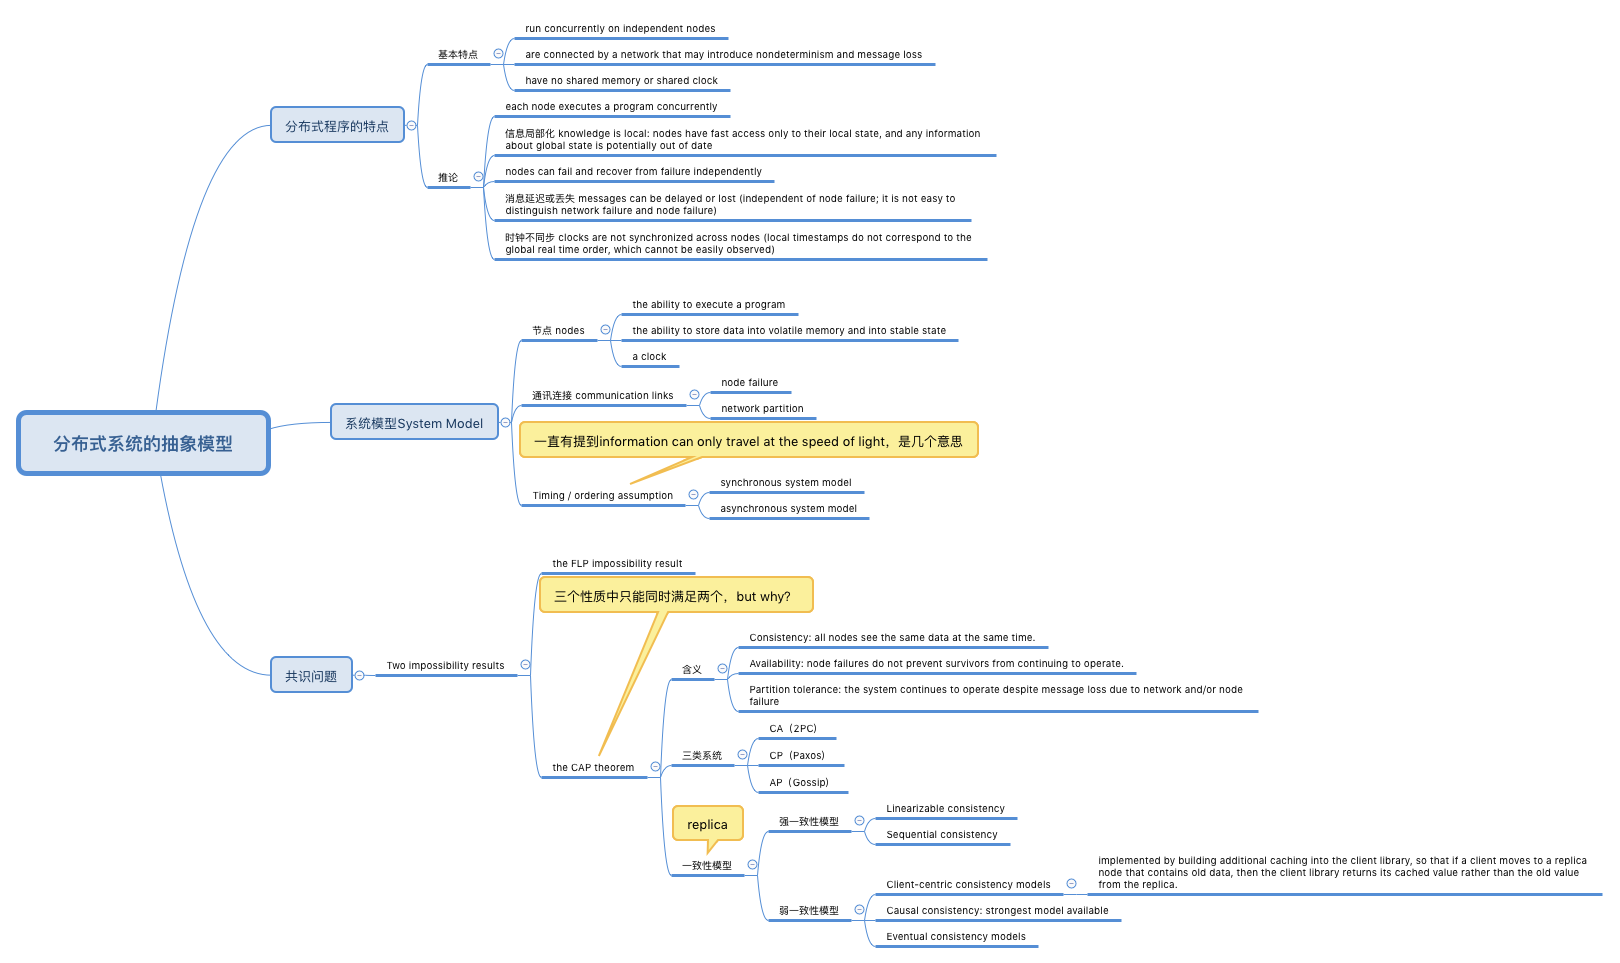 分布式系统的抽象模型
分布式程序的特点
基本特点
run concurrently on independent nodes
are connected by a network that may introduce nondeterminism and message loss
have no shared memory or shared clock
推论
each node executes a program concurrently
信息局部化 knowledge is local: nodes have fast access only to their local state, and any information
about global state is potentially out of date
nodes can fail and recover from failure independently
消息延迟或丢失 messages can be delayed or lost (independent of node failure; it is not easy to
distinguish network failure and node failure)
时钟不同步 clocks are not synchronized across nodes (local timestamps do not correspond to the
global real time order, which cannot be easily observed)
系统模型System Model
节点 nodes
the ability to execute a program
the ability to store data into volatile memory and into stable state
a clock
通讯连接 communication links
node failure
network partition
一直有提到information can only travel at the speed of light，是几个意思
Timing / ordering assumption
synchronous system model
asynchronous system model
共识问题
Two impossibility results
the FLP impossibility result
三个性质中只能同时满足两个，but why?
the CAP theorem
含义
Consistency: all nodes see the same data at the same time.
Availability: node failures do not prevent survivors from continuing to operate.
Partition tolerance: the system continues to operate despite message loss due to network and/or node
failure
三类系统
CA（2PC)
CP（Paxos)
AP（Gossip)
replica
一致性模型
强一致性模型
Linearizable consistency
Sequential consistency
弱一致性模型
Client-centric consistency models
implemented by building additional caching into the client library, so that if a client moves to a replica
node that contains old data, then the client library returns its cached value rather than the old value
from the replica.
Causal consistency: strongest model available
Eventual consistency models